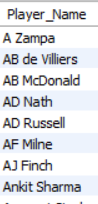 Player_Name
A Zampa
AB de Villiers
AB McDonald
AD Nath
AD Russell
AF Milne
AJ Finch
Ankit Sharma